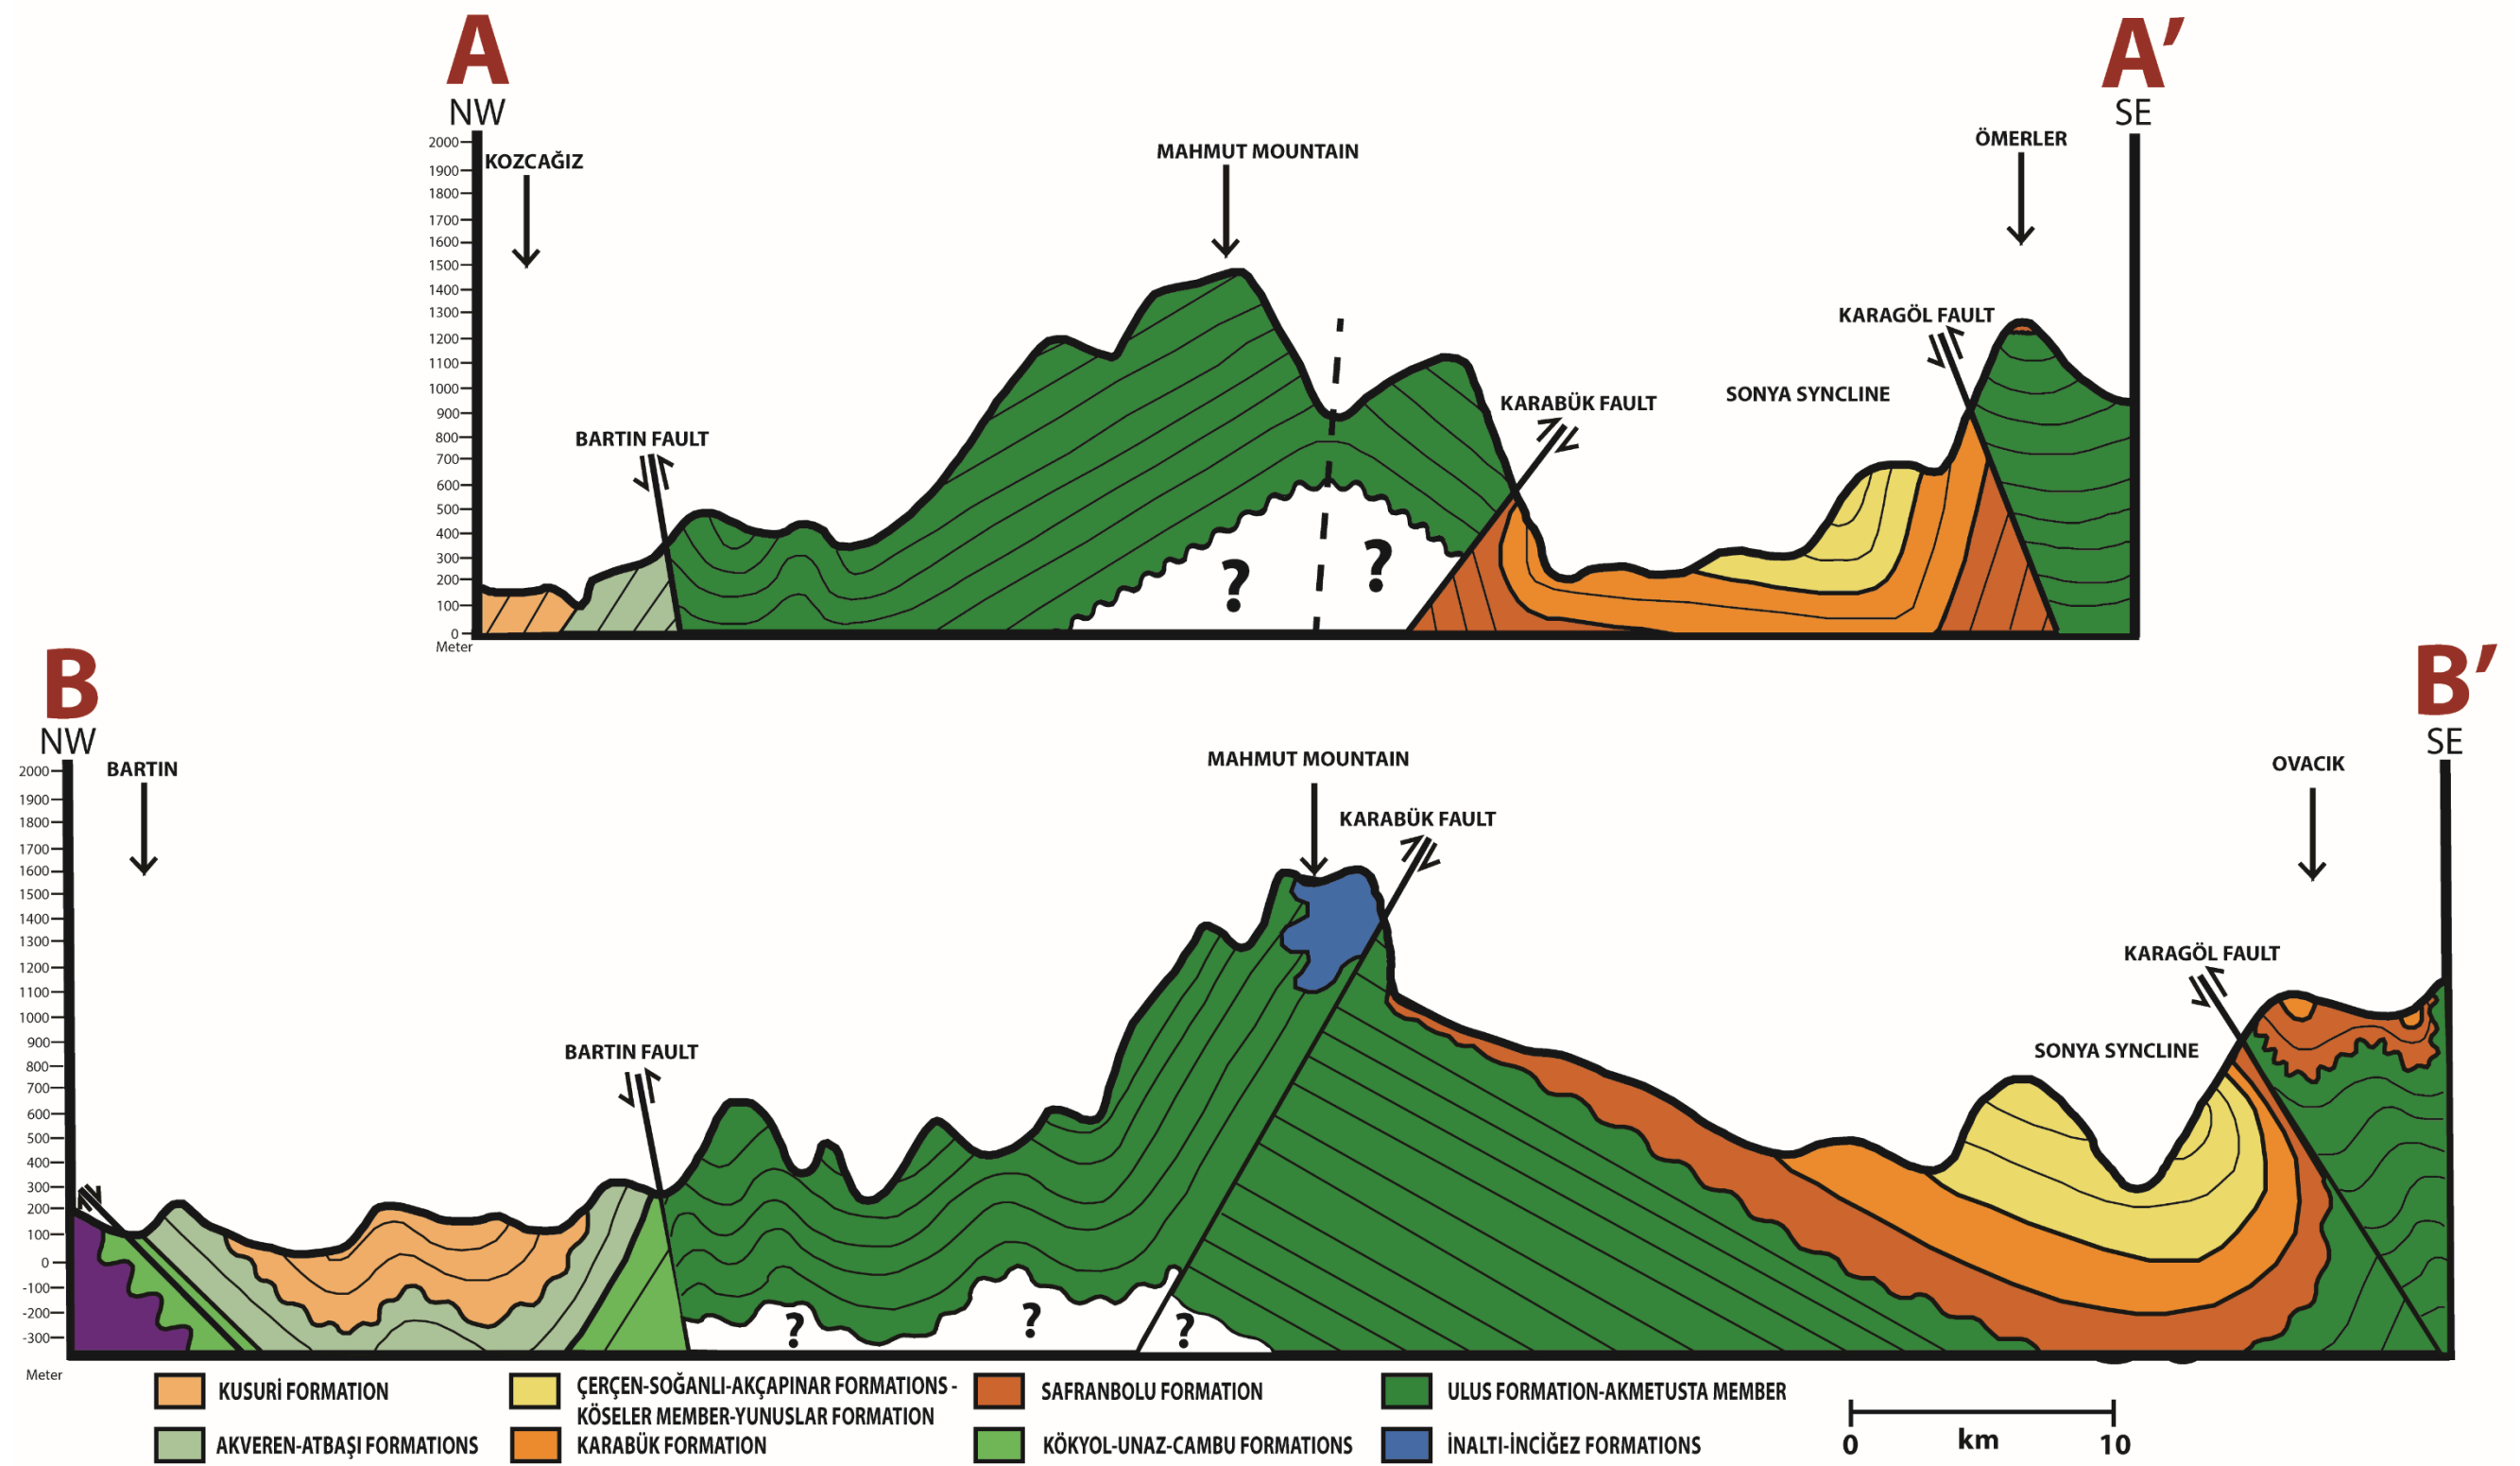 A
A′
NW
SE
2000
1900
1800
1700
1600
1500
1400
1300
1200
1100
1000
900
800
700
600
500
400
300
200
100
0
Meter
KOZCAĞIZ
MAHMUT MOUNTAIN
ÖMERLER
KARAGÖL FAULT
SONYA SYNCLINE
KARABÜK FAULT
BARTIN FAULT
?
?
B
B′
NW
SE
2000
1900
1800
1700
1600
1500
1400
1300
1200
1100
1000
900
800
700
600
500
400
300
200
100
0
-100
-200
-300
Meter
BARTIN
MAHMUT MOUNTAIN
OVACIK
KARABÜK FAULT
KARAGÖL FAULT
SONYA SYNCLINE
BARTIN FAULT
?
?
?
KUSURİ FORMATION
AKVEREN-ATBAŞI FORMATIONS
ÇERÇEN-SOĞANLI-AKÇAPINAR FORMATIONS -
KÖSELER MEMBER-YUNUSLAR FORMATION
KARABÜK FORMATION
SAFRANBOLU FORMATION
KÖKYOL-UNAZ-CAMBU FORMATIONS
ULUS FORMATION-AKMETUSTA MEMBER
İNALTI-İNCİĞEZ FORMATIONS
0 km 10